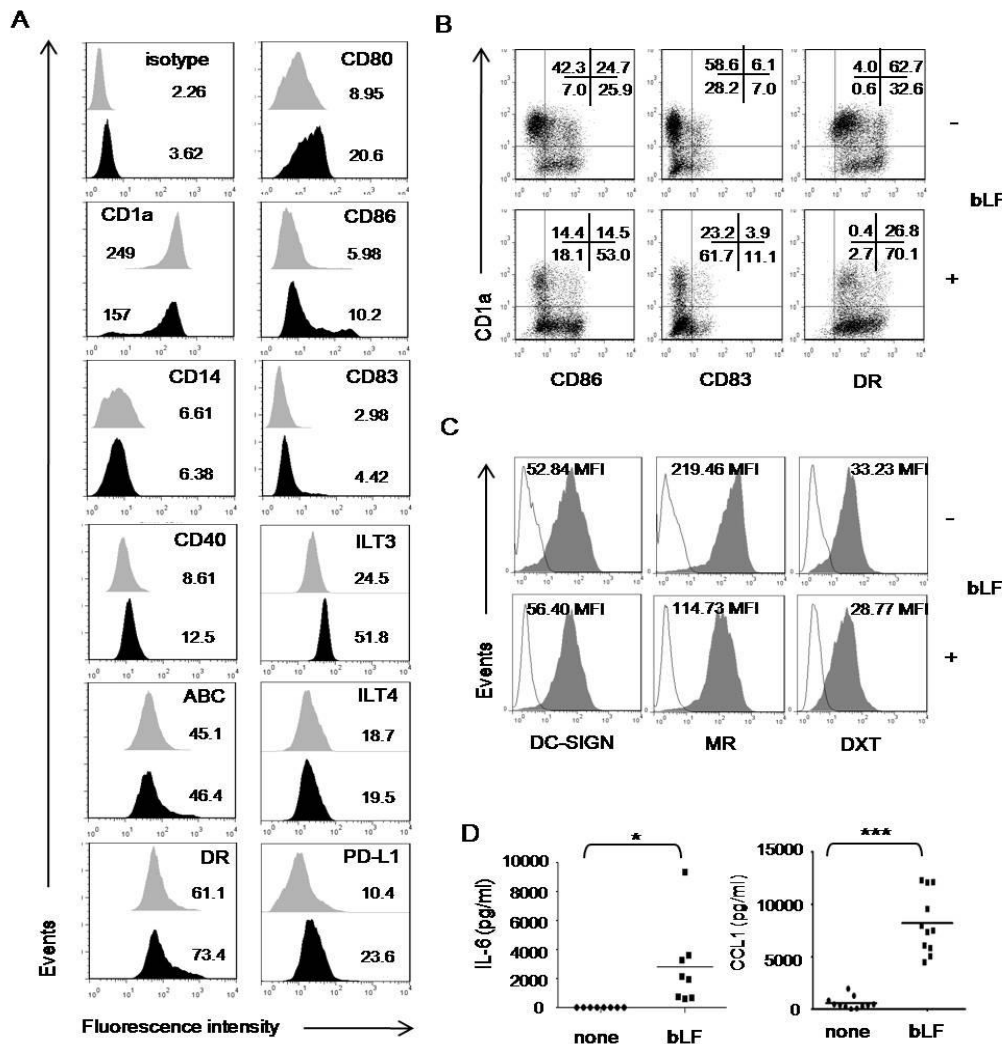 A
Events
Fluorescence intensity
isotype
2.26
3.62
CD80
8.95
20.6
CD1a
249
157
CD86
5.98
10.2
CD14
6.61
6.38
CD83
2.98
4.42
CD40
8.61
12.5
ILT3
24.5
51.8
ABC
45.1
46.4
ILT4
18.7
19.5
DR
61.1
73.4
PD-L1
10.4
23.6
10⁰ 10¹ 10² 10³ 10⁴
B
CD1a
42.3 24.7
7.0 25.9
58.6 6.1
28.2 7.0
4.0 62.7
0.6 32.6
-
bLF
14.4 14.5
18.1 53.0
23.2 3.9
61.7 11.1
0.4 26.8
2.7 70.1
+
CD86 CD83 DR
C
Events
52.84 MFI 219.46 MFI 33.23 MFI
-
bLF
56.40 MFI 114.73 MFI 28.77 MFI
+
DC-SIGN MR DXT
D
*
IL-6 (pg/ml)
10000
8000
6000
4000
2000
0
none bLF
***
CCL1 (pg/ml)
15000
10000
5000
0
none bLF